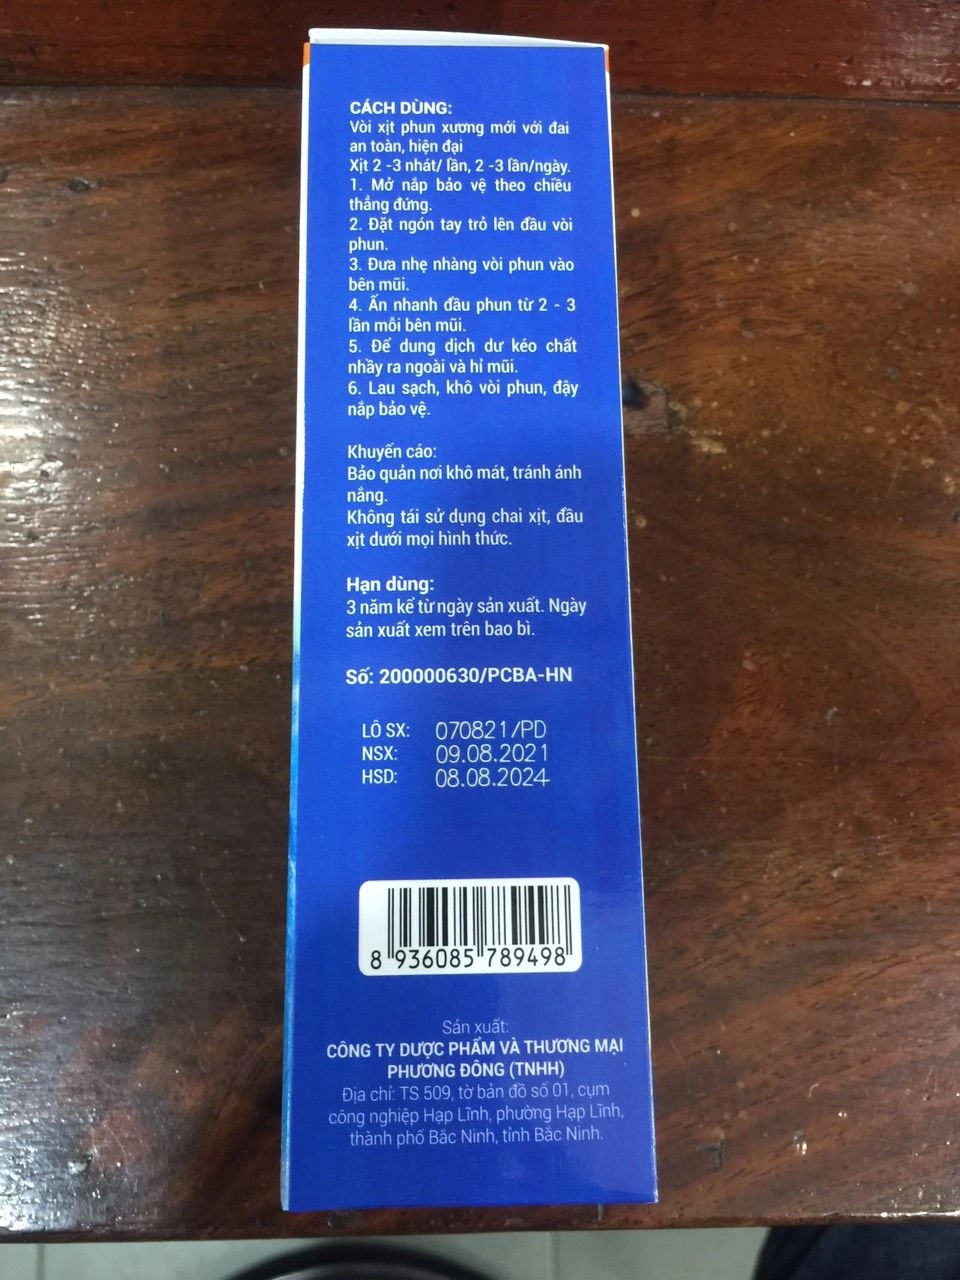 CÁCH DÙNG:
Vòi xịt phun xương mới với đai
an toàn, hiện đại
Xịt 2 -3 nhát/ lần, 2 -3 lần/ngày.
1. Mở nắp bảo vệ theo chiều
thẳng đứng.
2. Đặt ngón tay trỏ lên đầu vòi
phun.
3. Đưa nhẹ nhàng vòi phun vào
bên mũi.
4. Ấn nhanh đầu phun từ 2 - 3
lần mỗi bên mũi.
5. Để dung dịch dư kéo chất
nhầy ra ngoài và hỉ mũi.
6. Lau sạch, khô vòi phun, đậy
nắp bảo vệ.
Khuyến cáo:
Bảo quản nơi khô mát, tránh ánh
nắng.
Không tái sử dụng chai xịt, đầu
xịt dưới mọi hình thức.
Hạn dùng:
3 năm kể từ ngày sản xuất. Ngày
sản xuất xem trên bao bì.
Số: 200000630/PCBA-HN
LÔ SX: 070821/PD
NSX: 09.08.2021
HSD: 08.08.2024
8 936085 789498
Sản xuất:
CÔNG TY DƯỢC PHẨM VÀ THƯƠNG MẠI
PHƯƠNG ĐÔNG (TNHH)
Địa chỉ: TS 509, tờ bản đồ số 01, cụm
công nghiệp Hạp Lĩnh, phường Hạp Lĩnh,
thành phố Bắc Ninh, tỉnh Bắc Ninh.